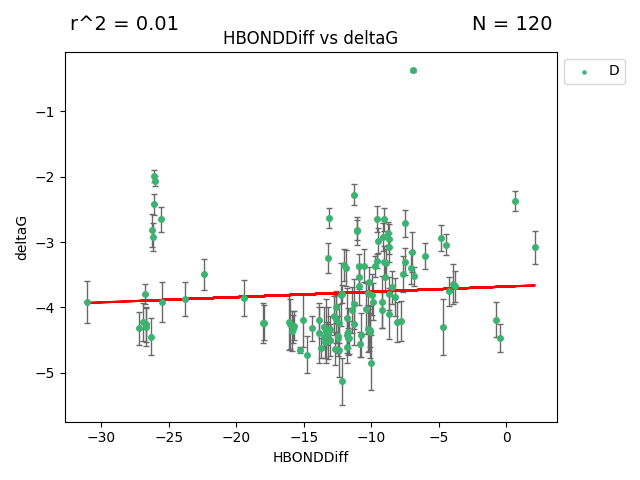 r^2 = 0.01
N = 120
HBONDDiff vs deltaG
D
−1
−2
−3
−4
−5
deltaG
−30 −25 −20 −15 −10 −5 0
HBONDDiff